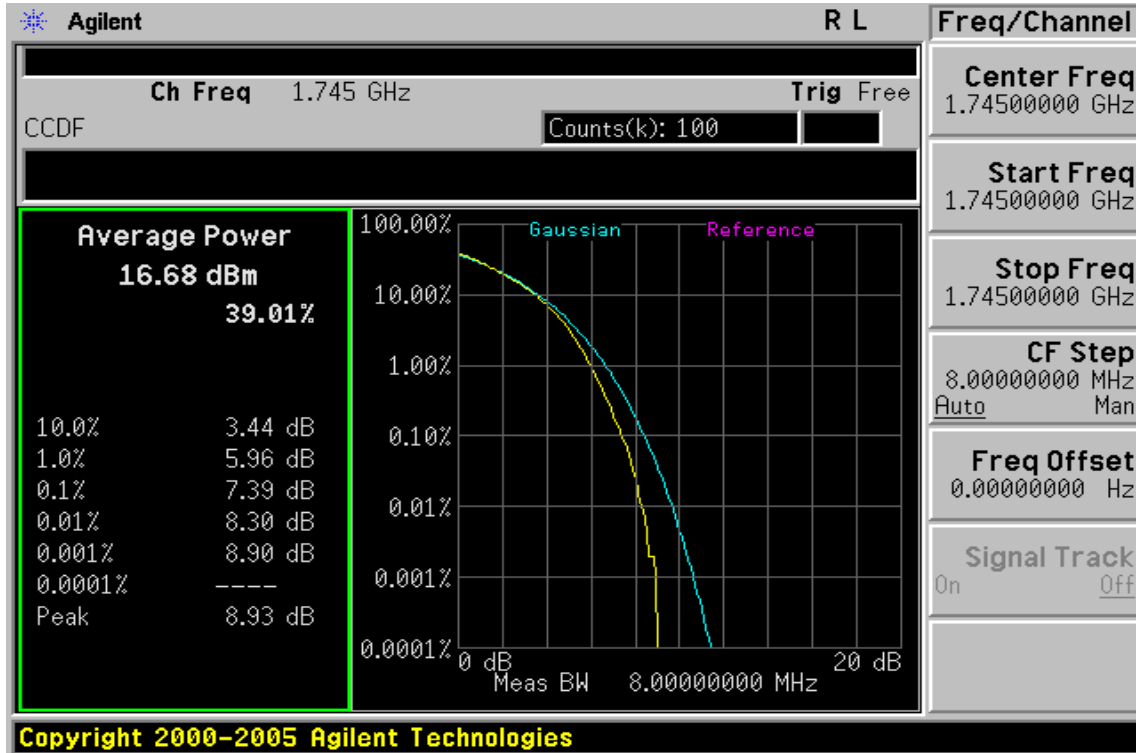 Agilent R L
Ch Freq 1.745 GHz Trig Free
CCDF Counts(k): 100
Average Power
16.68 dBm
39.01%
10.0% 3.44 dB
1.0% 5.96 dB
0.1% 7.39 dB
0.01% 8.30 dB
0.001% 8.90 dB
0.0001% ----
Peak 8.93 dB
Gaussian Reference
100.00%
10.00%
1.00%
0.10%
0.01%
0.001%
0.0001%
0 dB 20 dB
Meas BW 8.00000000 MHz
Freq/Channel
Center Freq
1.74500000 GHz
Start Freq
1.74500000 GHz
Stop Freq
1.74500000 GHz
CF Step
8.00000000 MHz
Auto Man
Freq Offset
0.00000000 Hz
Signal Track
On Off
Copyright 2000-2005 Agilent Technologies